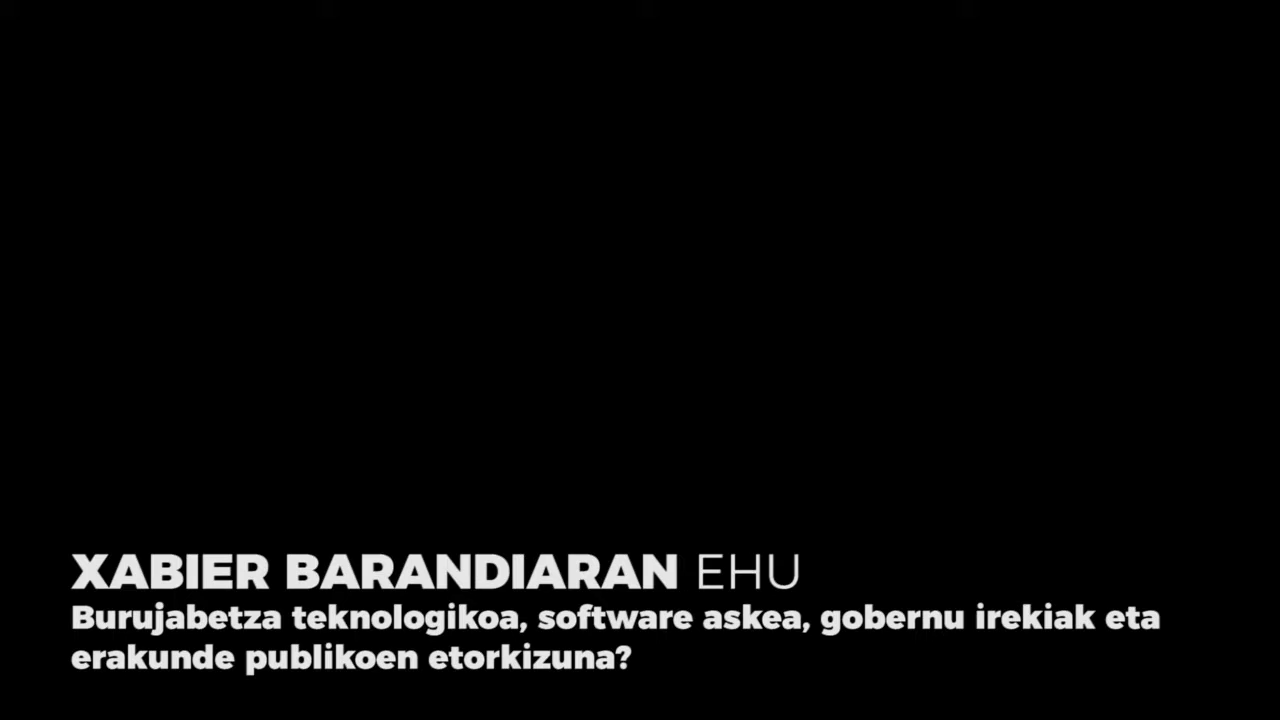 XABIER BARANDIARAN EHU
Burujabetza teknologikoa, software askea, gobernu irekiak eta
erakunde publikoen etorkizuna?